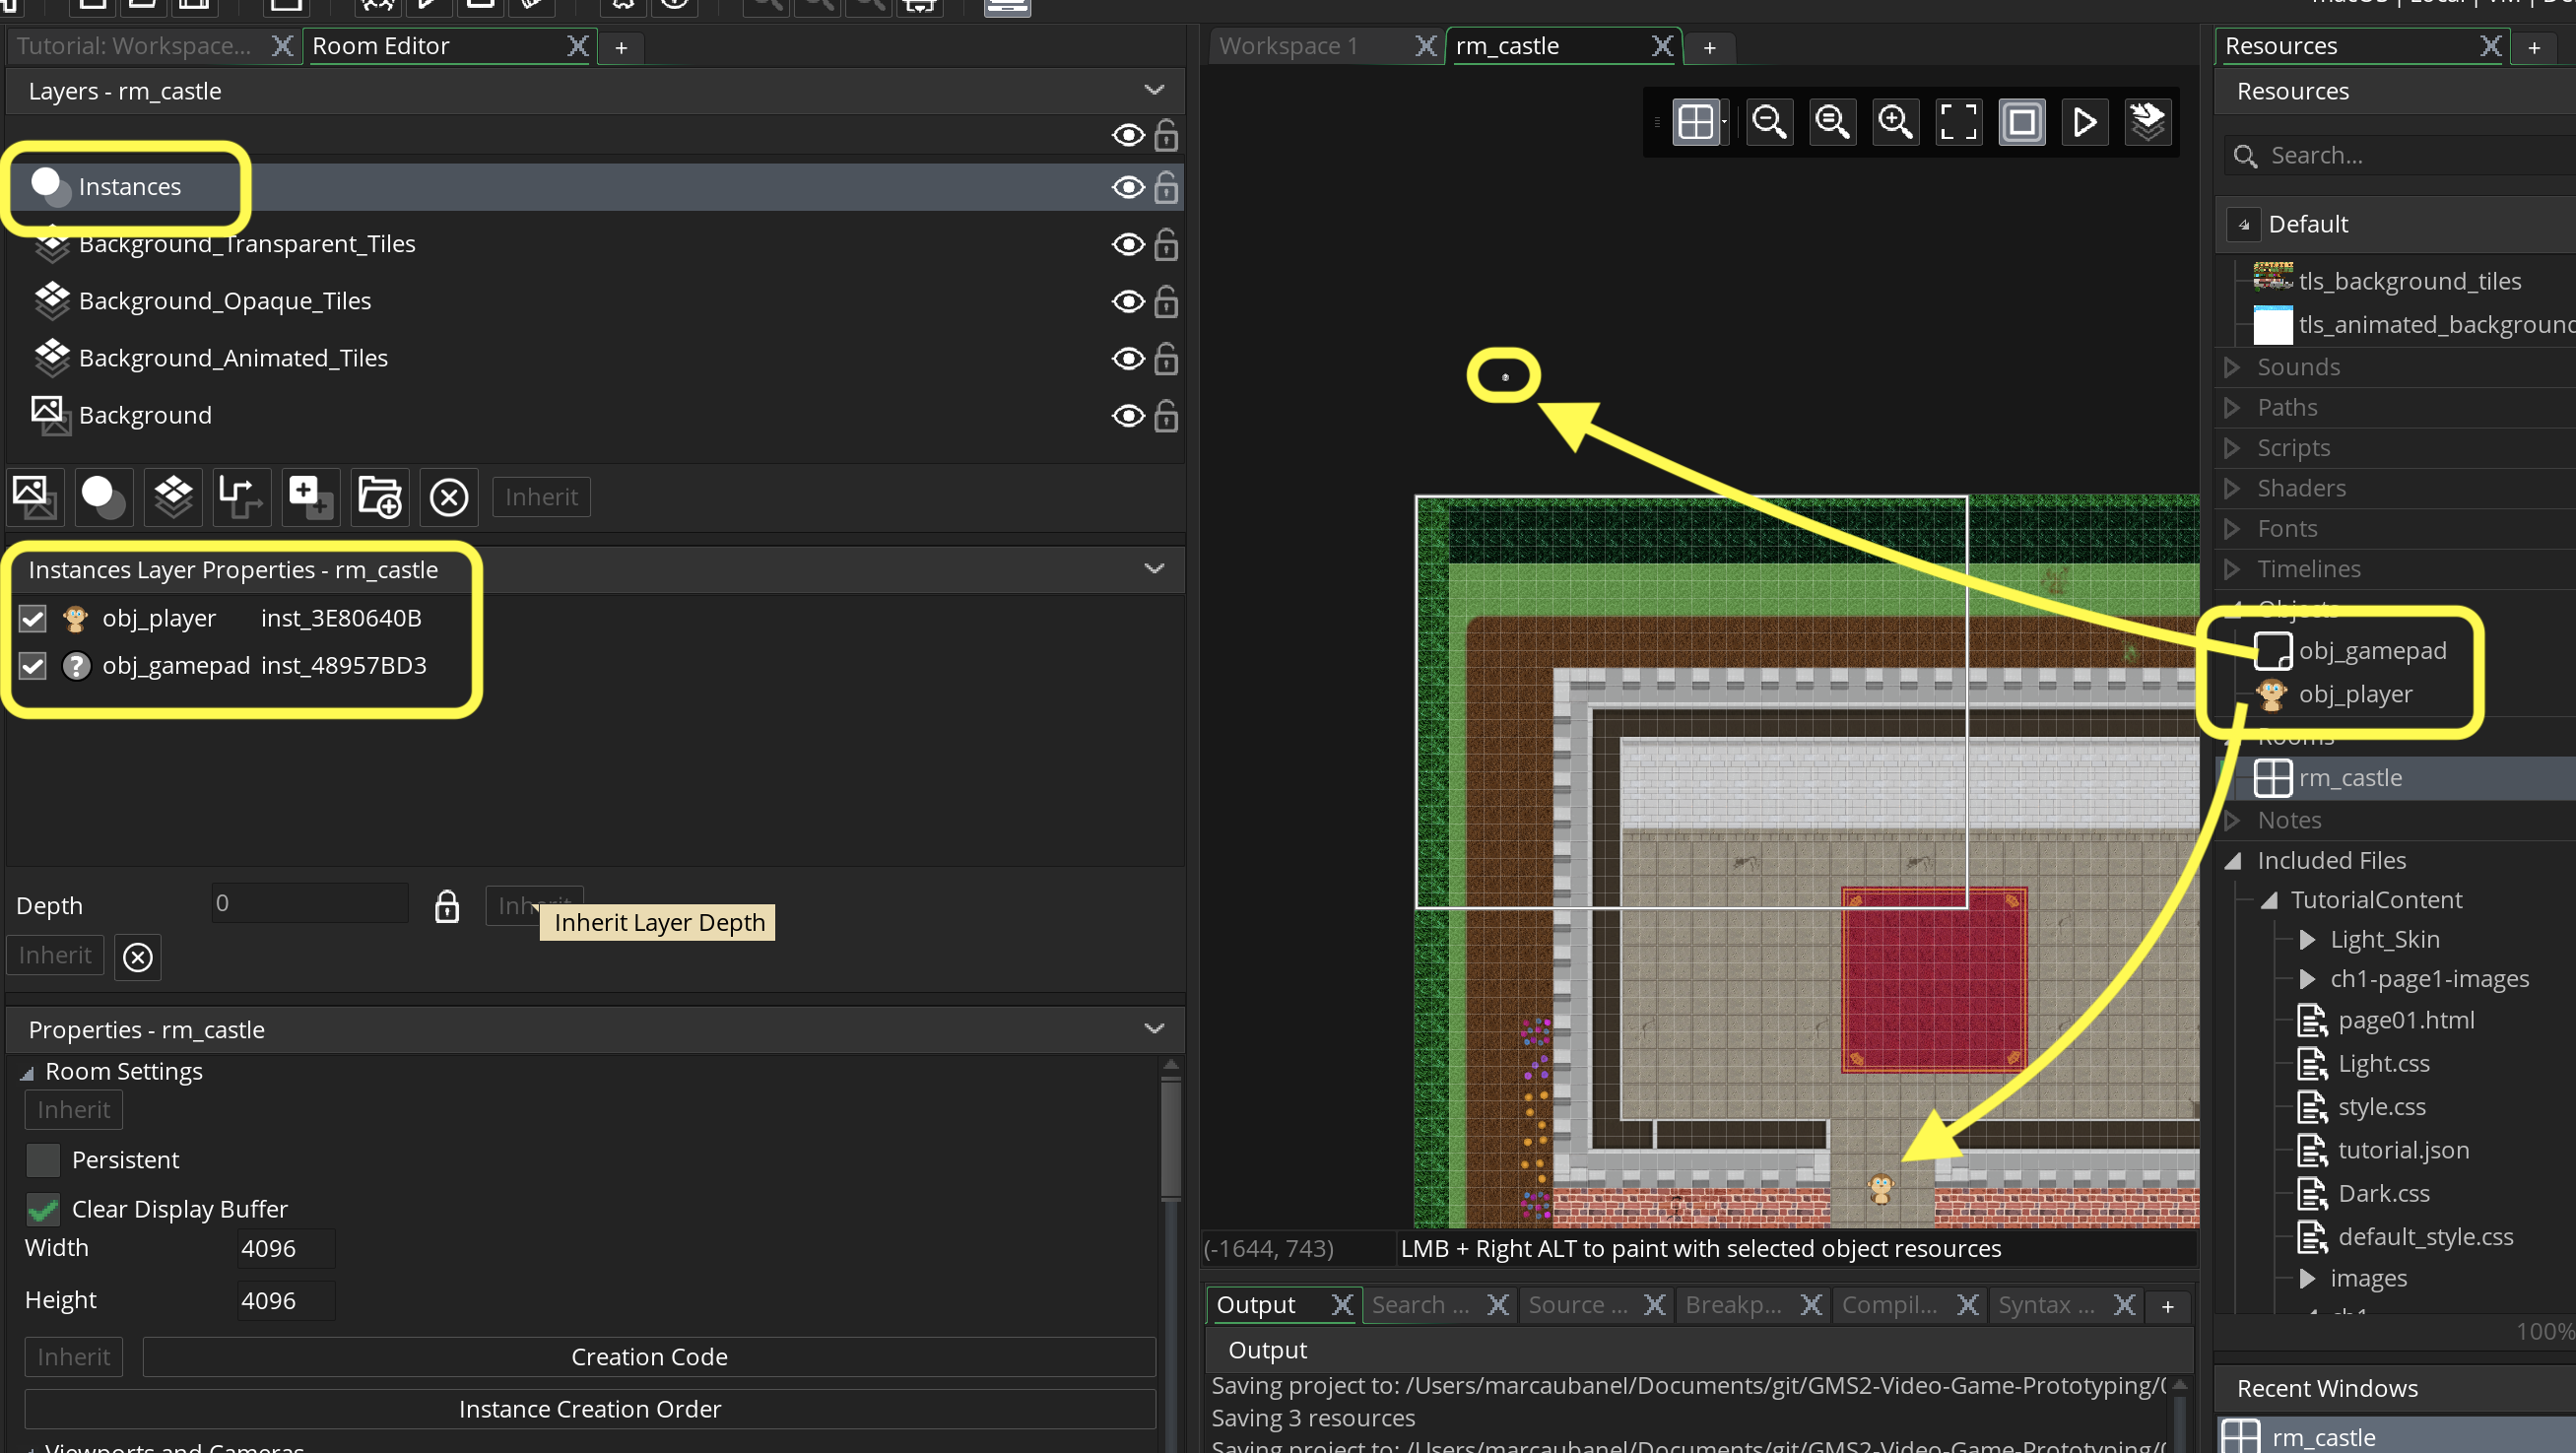 Tutorial: Workspace...
Room Editor
+
Workspace 1
rm_castle
+
Resources
+
Layers - rm_castle
Resources
Search...
Instances
Default
Background_Transparent_Tiles
tls_background_tiles
Background_Opaque_Tiles
tls_animated_background
Background_Animated_Tiles
Sounds
Background
Paths
Scripts
Inherit
Shaders
Fonts
Instances Layer Properties - rm_castle
Timelines
Objects
obj_player inst_3E80640B
obj_gamepad inst_48957BD3
obj_gamepad
obj_player
Rooms
rm_castle
Notes
Included Files
Depth 0
Inherit Layer Depth
TutorialContent
Inherit
Light_Skin
ch1-page1-images
Properties - rm_castle
page01.html
Room Settings
Light.css
Inherit
style.css
Persistent
tutorial.json
Clear Display Buffer
Dark.css
Width 4096
default_style.css
(-1644, 743) LMB + Right ALT to paint with selected object resources
images
Height 4096
Output
Search ...
Source ...
Breakp...
Compil...
Syntax ...
+
100%
Inherit
Creation Code
Output
Saving project to: /Users/marcaubanel/Documents/git/GMS2-Video-Game-Prototyping/
Recent Windows
Instance Creation Order
Saving 3 resources
rm_castle
Viewports and Cameras
Saving project to: /Users/marcaubanel/Documents/git/GMS2-Video-Game-Prototyping/